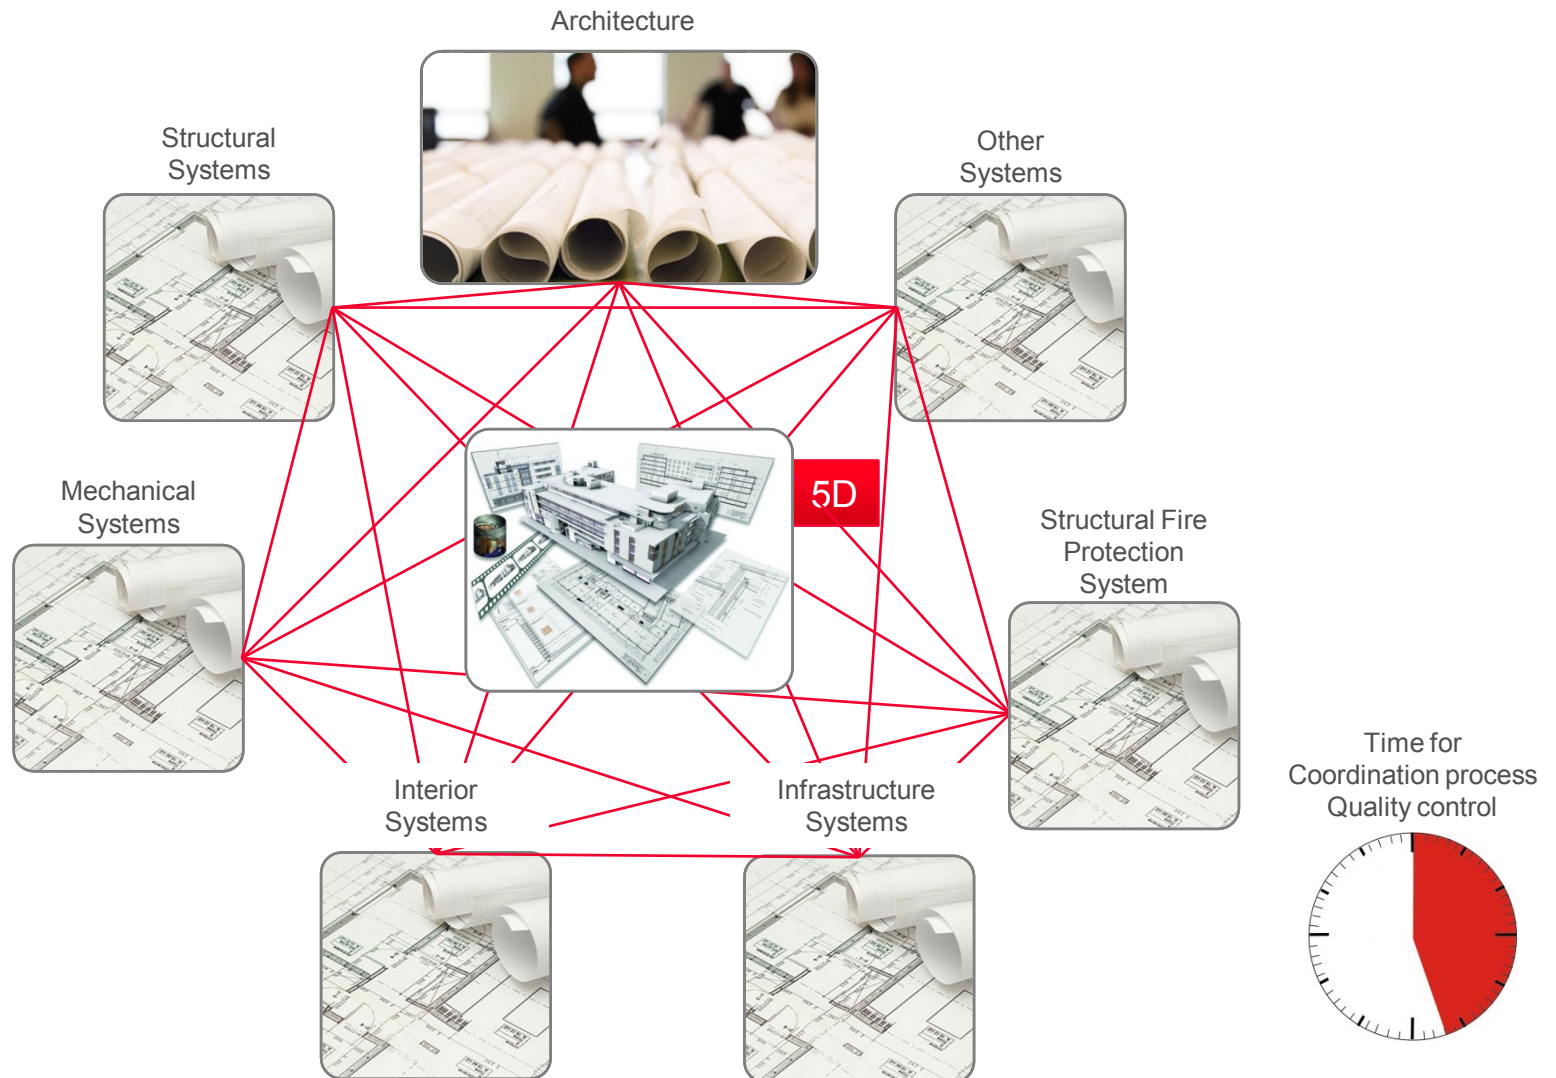 Architecture
Structural
Systems
Other
Systems
Mechanical
Systems
5D
Structural Fire
Protection
System
Interior
Systems
Infrastructure
Systems
Time for
Coordination process
Quality control